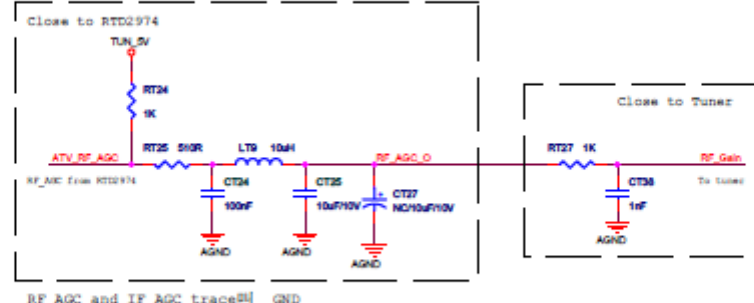 Close to RTD2974
TUN_5V
RT24
1K
Close to Tuner
ATV_RF_AGC
RT25 510R
LT9 10uH
RF_AGC_O
RT27 1K
RF_Gain
RF_AGC from RTD2974
CT24
100nF
CT25
10uF/10V
CT37
NC/10uF/10V
CT38
1nF
To tuner
AGND
AGND
AGND
AGND
RF AGC and IF AGC trace GND